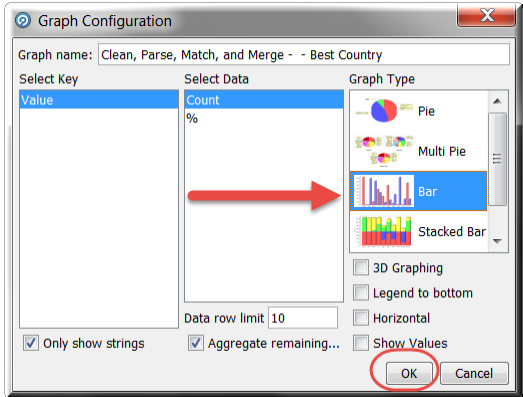 Graph Configuration
Graph name: Clean, Parse, Match, and Merge - - Best Country
Select Key
Value
Only show strings
Select Data
Count
%
Data row limit 10
Aggregate remaining...
Graph Type
Pie
Multi Pie
Bar
Stacked Bar
3D Graphing
Legend to bottom
Horizontal
Show Values
OK
Cancel